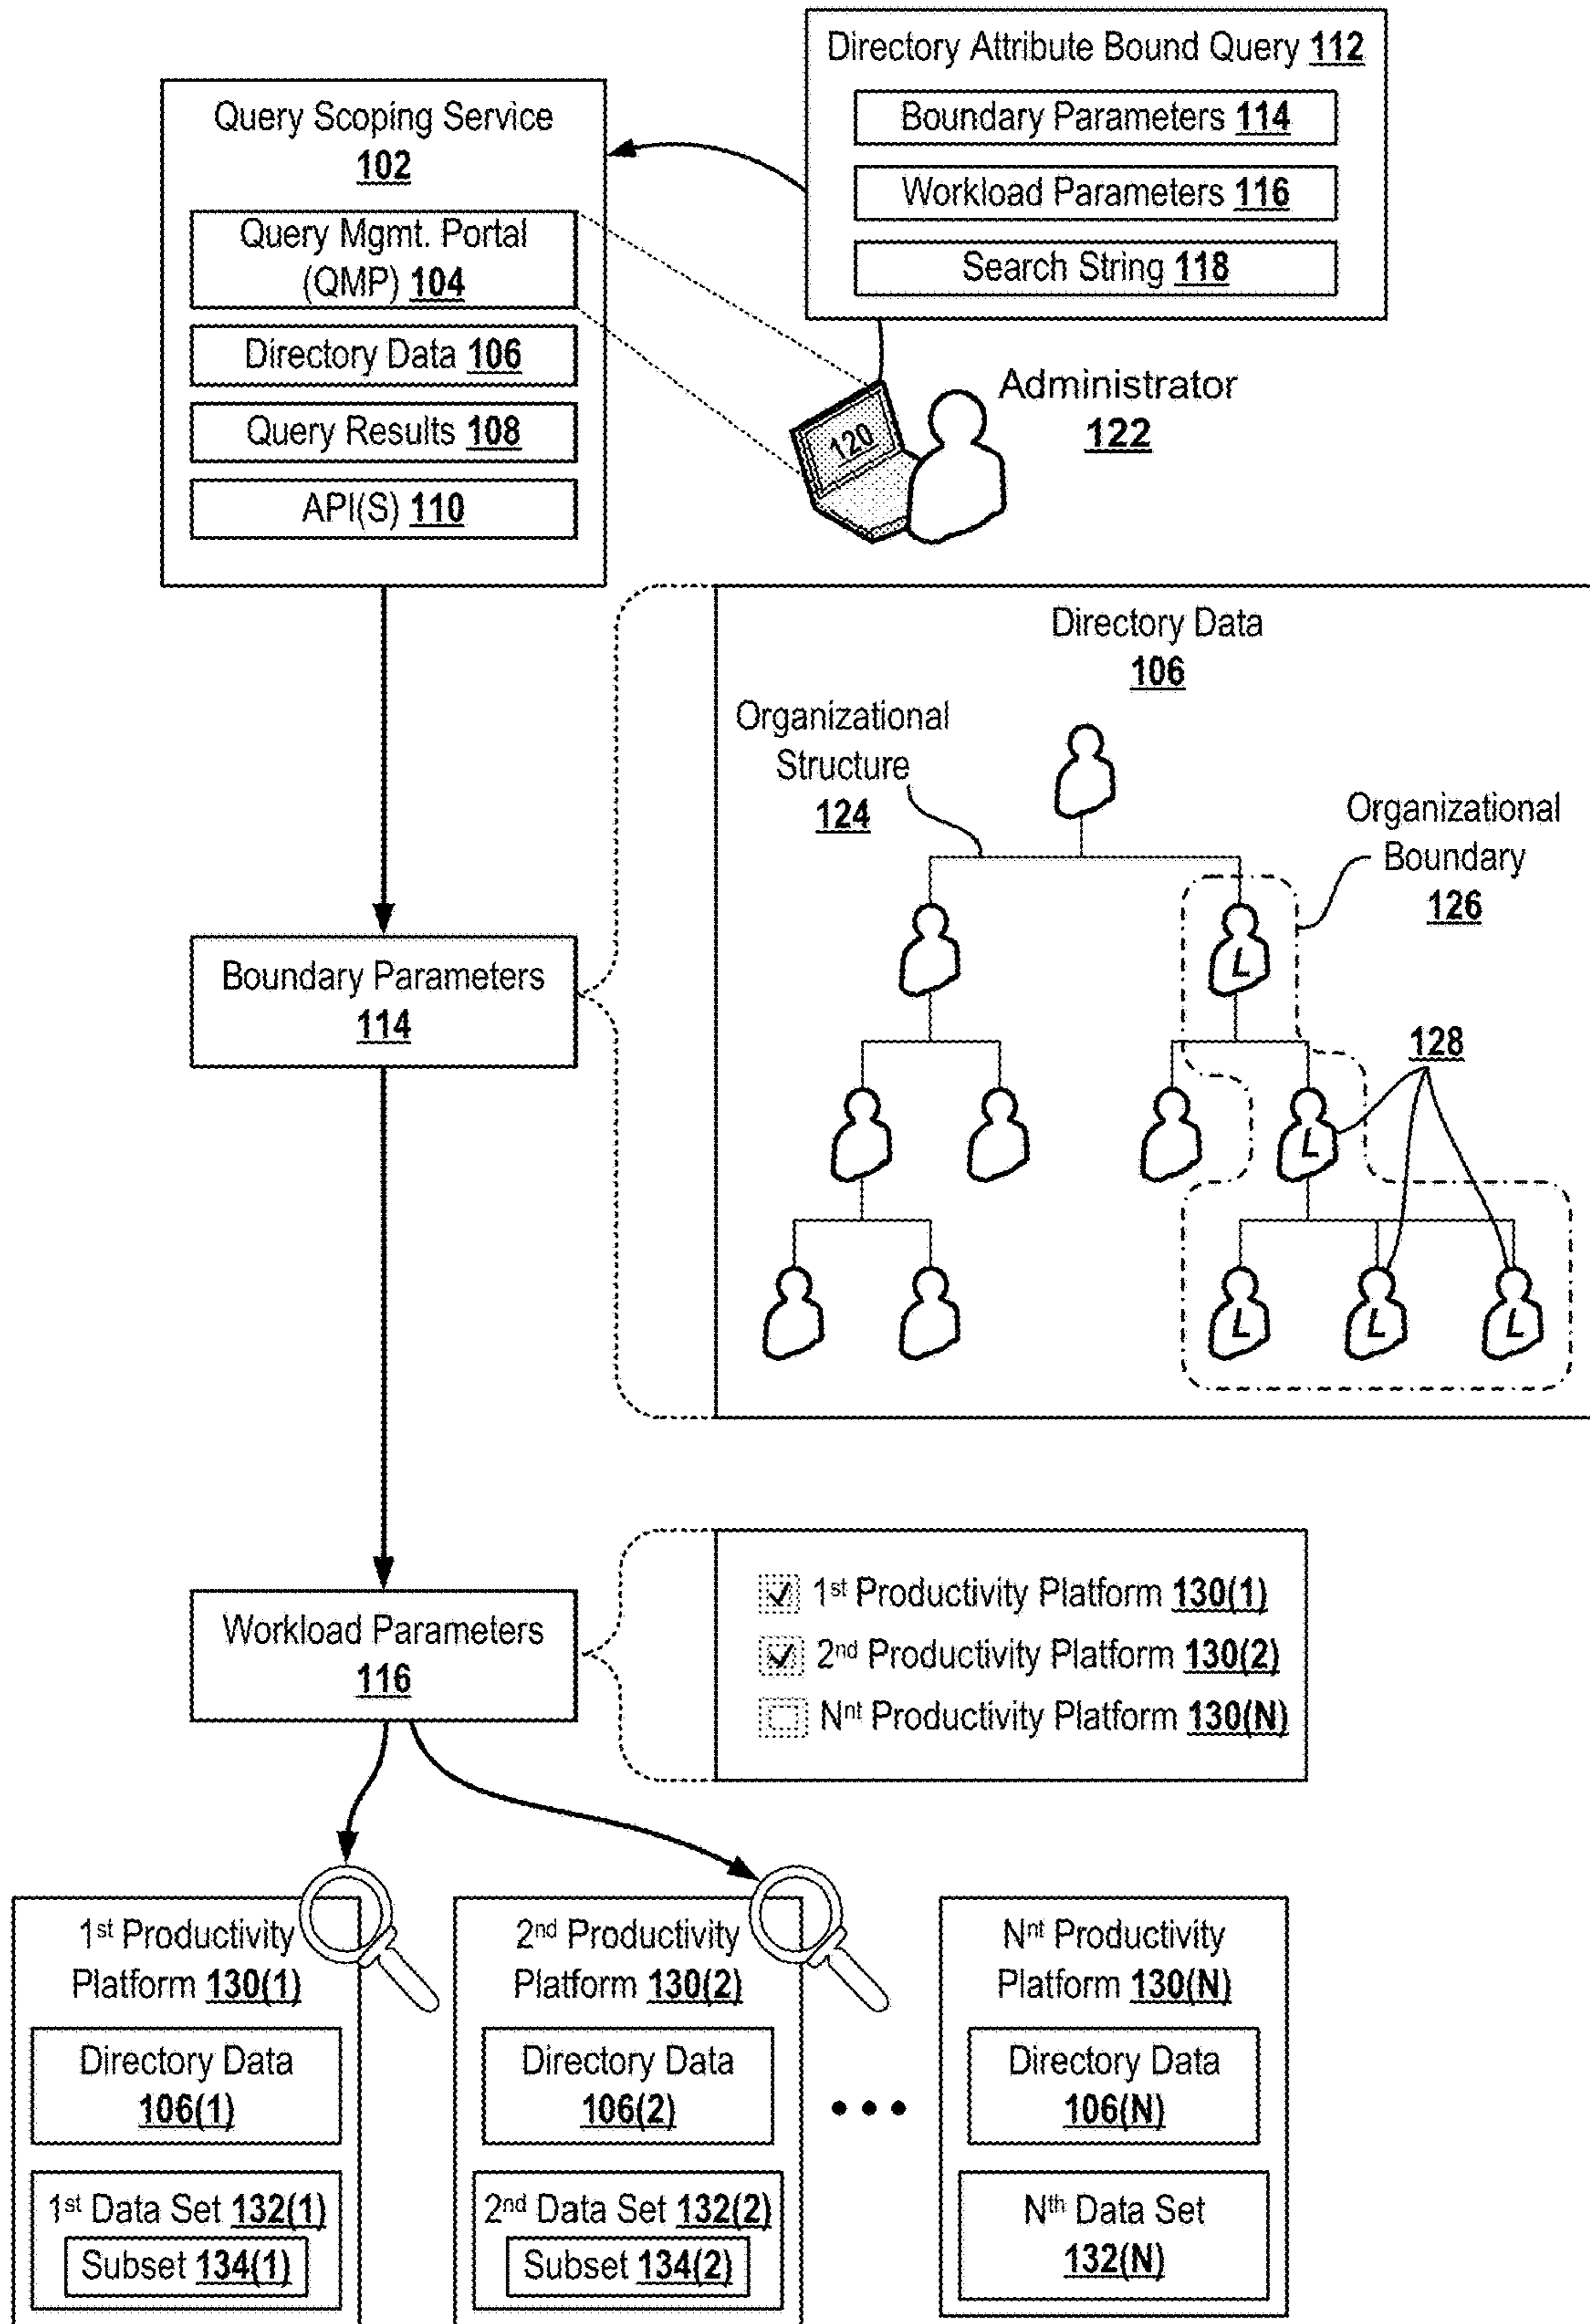 Directory Attribute Bound Query 112
Boundary Parameters 114
Workload Parameters 116
Search String 118
Query Scoping Service
102
Query Mgmt. Portal
(QMP) 104
Directory Data 106
Query Results 108
API(S) 110
120
Administrator
122
Directory Data
106
Organizational
Structure
124
Organizational
Boundary
126
L
Boundary Parameters
114
128
L
L
L
L
1st Productivity Platform 130(1)
2nd Productivity Platform 130(2)
Nnt Productivity Platform 130(N)
Workload Parameters
116
1st Productivity
Platform 130(1)
Directory Data
106(1)
1st Data Set 132(1)
Subset 134(1)
2nd Productivity
Platform 130(2)
Directory Data
106(2)
2nd Data Set 132(2)
Subset 134(2)
Nnt Productivity
Platform 130(N)
Directory Data
106(N)
Nth Data Set
132(N)